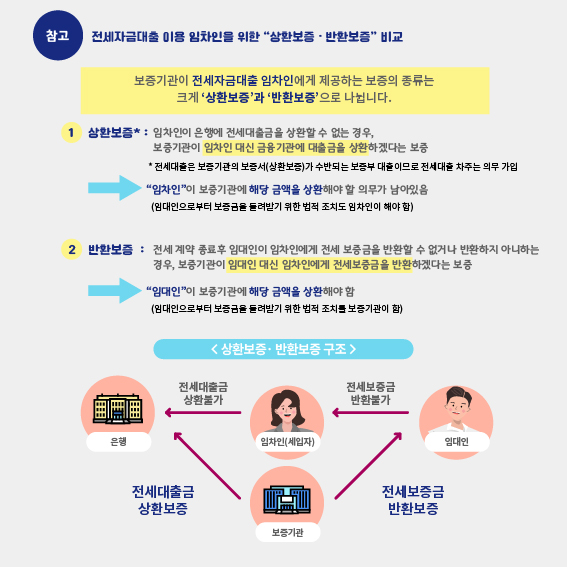 참고
전세자금대출 이용 임차인을 위한 “상환보증 · 반환보증” 비교
보증기관이 전세자금대출 임차인에게 제공하는 보증의 종류는
크게 ‘상환보증’과 ‘반환보증’으로 나뉩니다.
1 상환보증* : 임차인이 은행에 전세대출금을 상환할 수 없는 경우,
보증기관이 임차인 대신 금융기관에 대출금을 상환하겠다는 보증
* 전세대출은 보증기관의 보증서(상환보증)가 수반되는 보증부 대출이므로 전세대출 차주는 의무 가입
“임차인”이 보증기관에 해당 금액을 상환해야 할 의무가 남아있음
(임대인으로부터 보증금을 돌려받기 위한 법적 조치도 임차인이 해야 함)
2 반환보증 : 전세 계약 종료후 임대인이 임차인에게 전세 보증금을 반환할 수 없거나 반환하지 아니하는
경우, 보증기관이 임대인 대신 임차인에게 전세보증금을 반환하겠다는 보증
“임대인”이 보증기관에 해당 금액을 상환해야 함
(임대인으로부터 보증금을 돌려받기 위한 법적 조치를 보증기관이 함)
< 상환보증· 반환보증 구조 >
전세대출금
상환불가
전세보증금
반환불가
은행
임차인(세입자)
임대인
전세대출금
상환보증
전세보증금
반환보증
보증기관